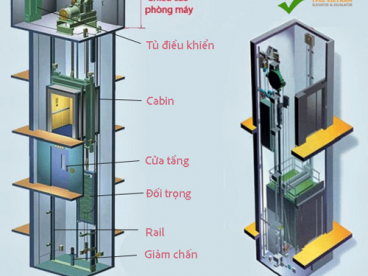 phòng máy
Tủ điều khiển
Cabin
Cửa tầng
Đối trọng
Rail
Giảm chấn